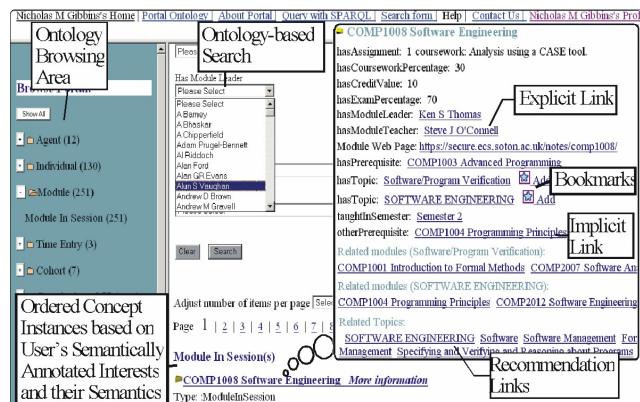 Nicholas M Gibbins's Home | Portal Ontology | About Portal | Query with SPARQL | Search form | Help | Contact Us | Nicholas M Gibbins's Prof
Ontology
Browsing
Area
Show All
Agent (12)
Individual (130)
Module (251)
Module In Session (251)
Time Entry (3)
Cohort (7)
Ordered Concept
Instances based on
User's Semantically
Annotated Interests
and their Semantics
Ontology-based
Search
Has Module Leader
Please Select
Please Select
A Barney
A Bhaskar
A Chipperfield
Adam Prugel-Bennett
Al Riddoch
Alan Ford
Alan GR Evans
Alun S Vaughan
Andrew D Brown
Andrew M Gravell
Please Select
Clear
Search
Adjust number of items per page
Page 1 | 2 | 3 | 4 | 5 | 6 | 7 | 8
Module In Session(s)
COMP1008 Software Engineering More information
Type :ModuleInSession
COMP1008 Software Engineering
hasAssignment: 1 coursework: Analysis using a CASE tool.
hasCourseworkPercentage: 30
hasCreditValue: 10
hasExamPercentage: 70
hasModuleLeader: Ken S Thomas
hasModuleTeacher: Steve J O'Connell
Module Web Page: https://secure.ecs.soton.ac.uk/notes/comp1008/
hasPrerequisite: COMP1003 Advanced Programming
hasTopic: Software/Program Verification Add
hasTopic: SOFTWARE ENGINEERING Add
taughtInSemester: Semester 2
otherPrerequisite: COMP1004 Programming Principles
Related modules (Software/Program Verification):
COMP1001 Introduction to Formal Methods COMP2007 Software An
Related modules (SOFTWARE ENGINEERING):
COMP1004 Programming Principles COMP2012 Software Engineering
Related Topics:
SOFTWARE ENGINEERING Software Software Management For
Management Specifying and Verifying and Reasoning about Programs
Explicit Link
Bookmarks
Implicit
Link
Recommendation
Links